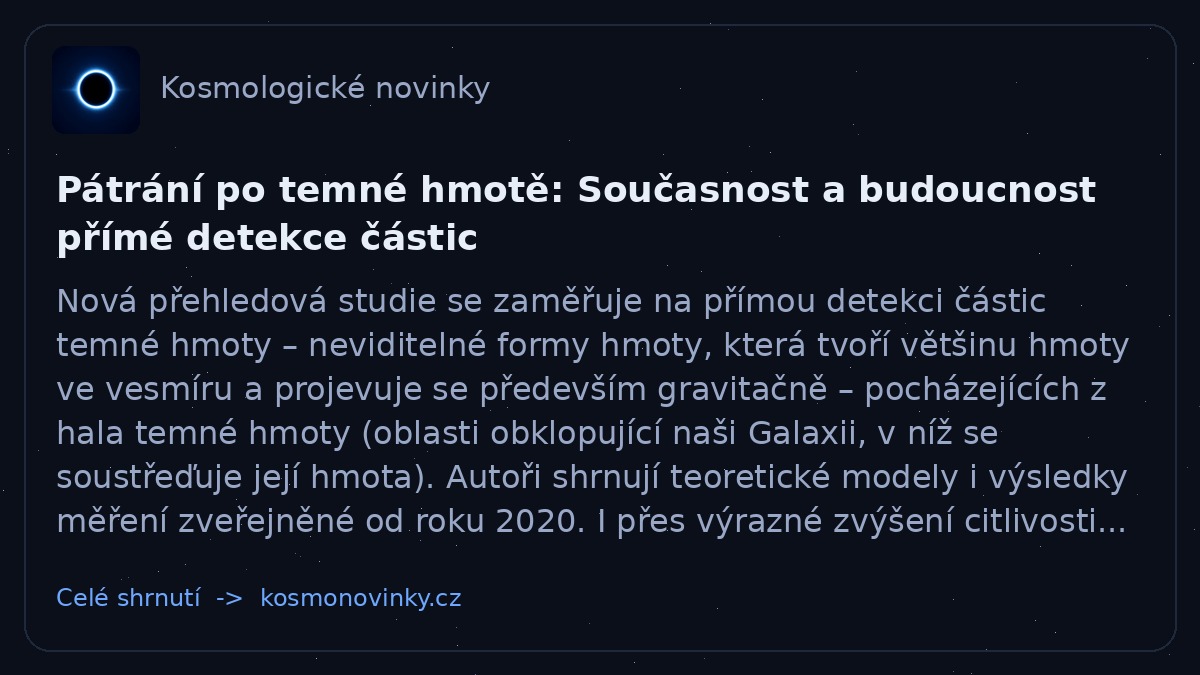 Kosmologické novinky
Pátrání po temné hmotě: Současnost a budoucnost
přímé detekce částic
Nová přehledová studie se zaměřuje na přímou detekci částic
temné hmoty – neviditelné formy hmoty, která tvoří většinu hmoty
ve vesmíru a projevuje se především gravitačně – pocházejících z
hala temné hmoty (oblasti obklopující naši Galaxii, v níž se
soustřeďuje její hmota). Autoři shrnují teoretické modely i výsledky
měření zveřejněné od roku 2020. I přes výrazné zvýšení citlivosti...
Celé shrnutí -> kosmonovinky.cz